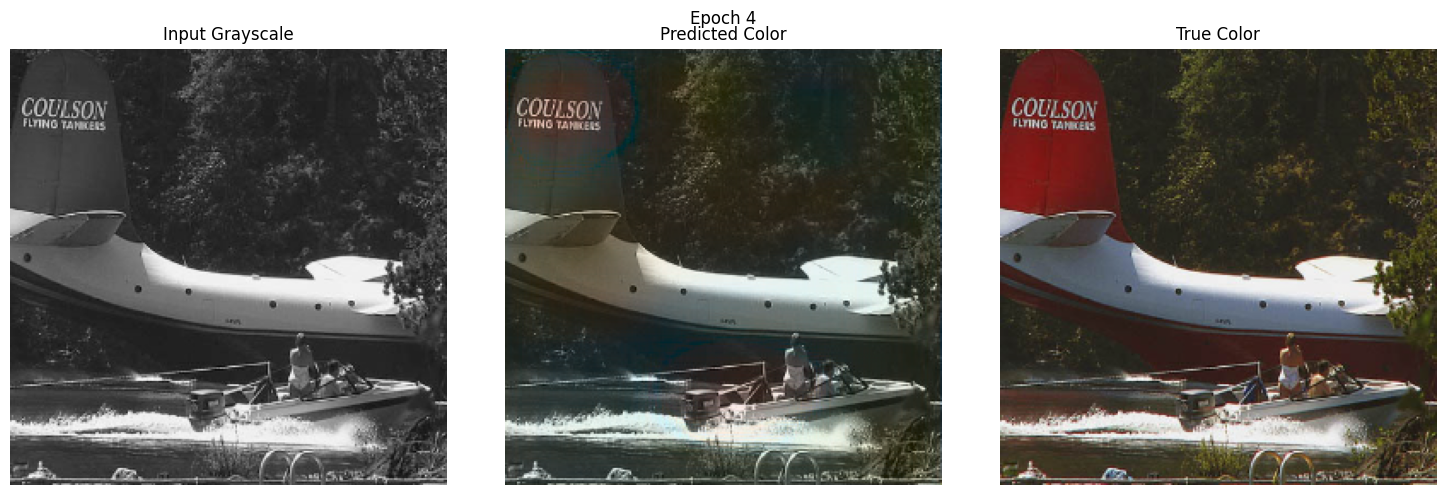 Epoch 4
Input Grayscale
Predicted Color
True Color
COULSON
FLYING TANKERS
COULSON
FLYING TANKERS
COULSON
FLYING TANKERS